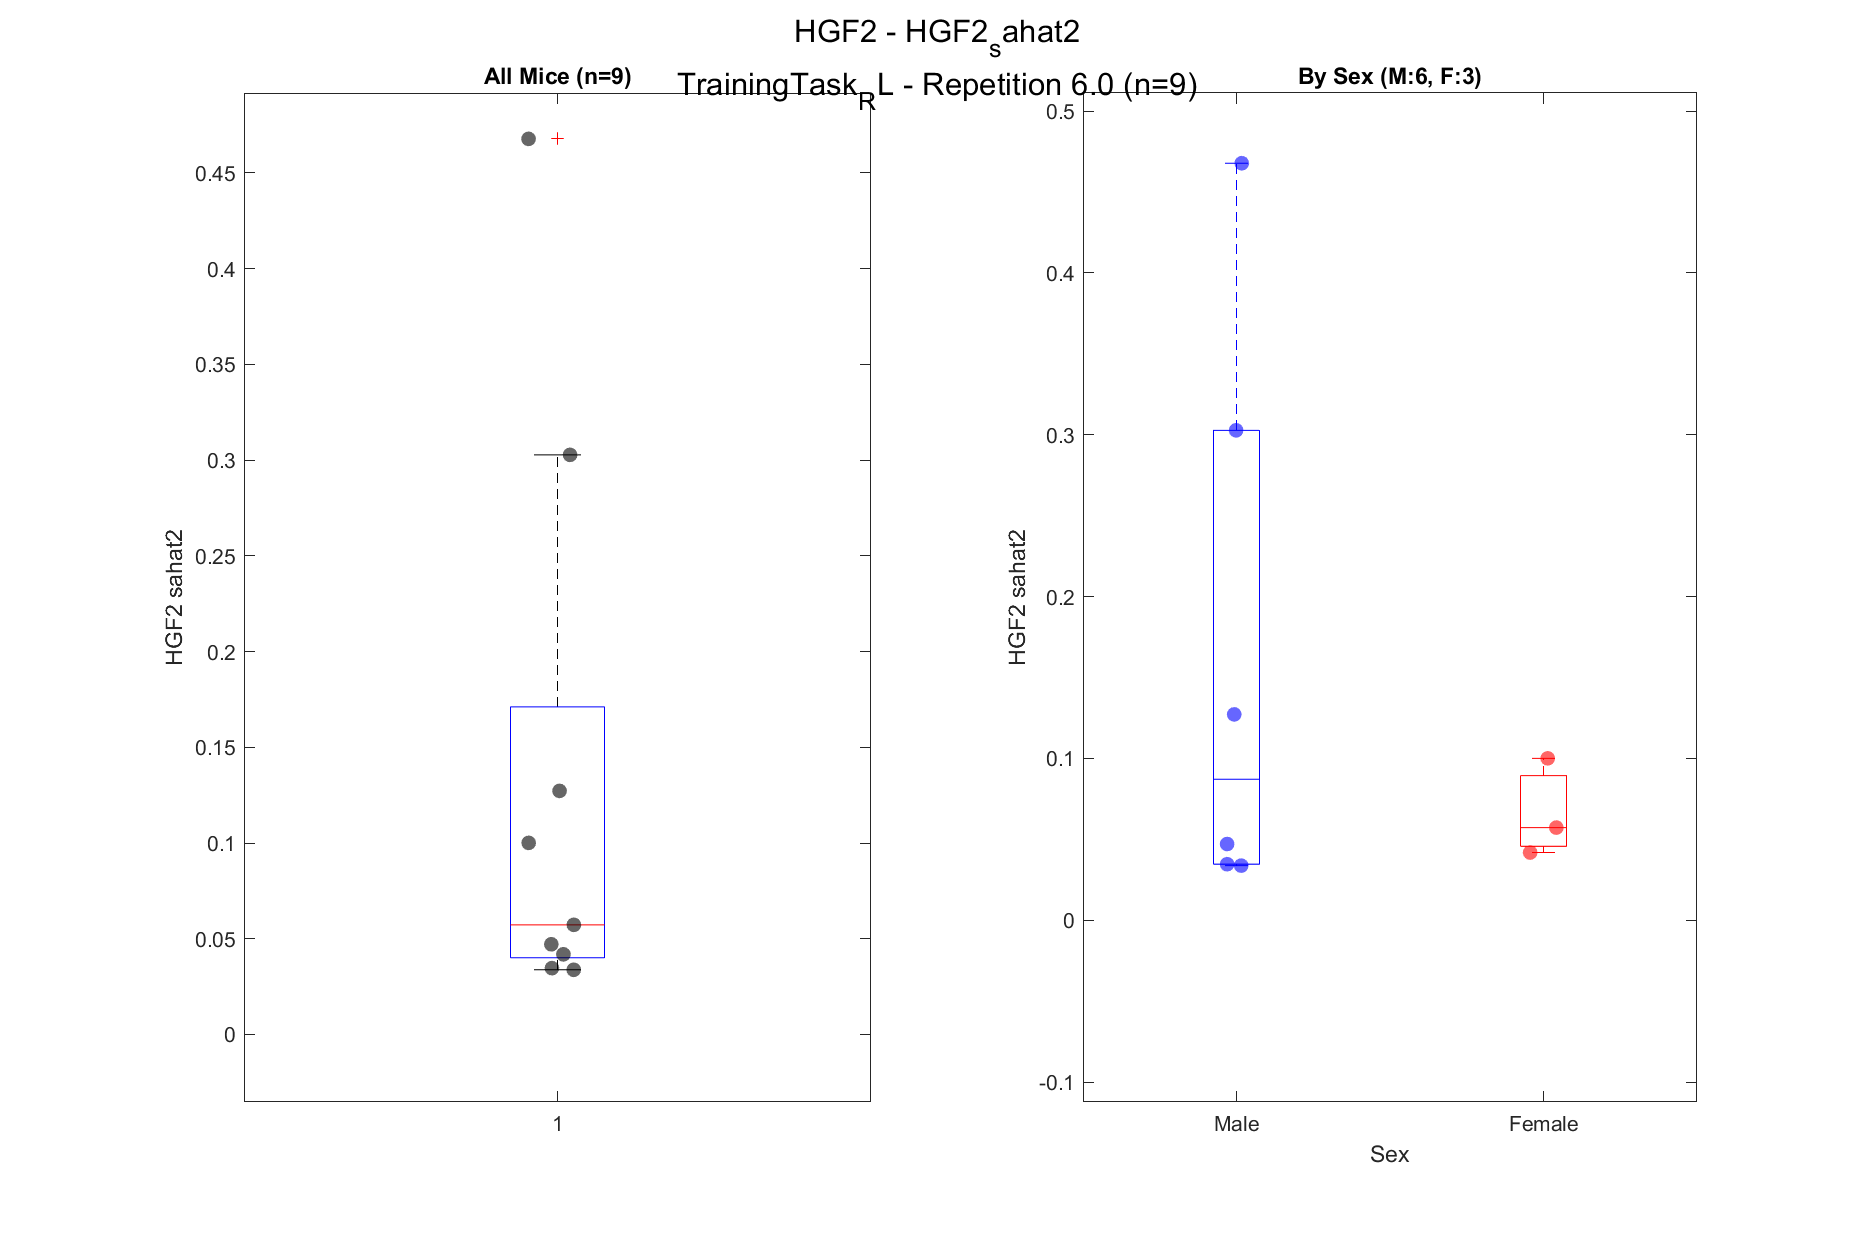 HGF2 - HGF2_sahat2
TrainingTask_RL - Repetition 6.0 (n=9)
All Mice (n=9)
HGF2 sahat2
0.45
0.4
0.35
0.3
0.25
0.2
0.15
0.1
0.05
0
1
By Sex (M:6, F:3)
HGF2 sahat2
0.5
0.4
0.3
0.2
0.1
0
-0.1
Male Female
Sex